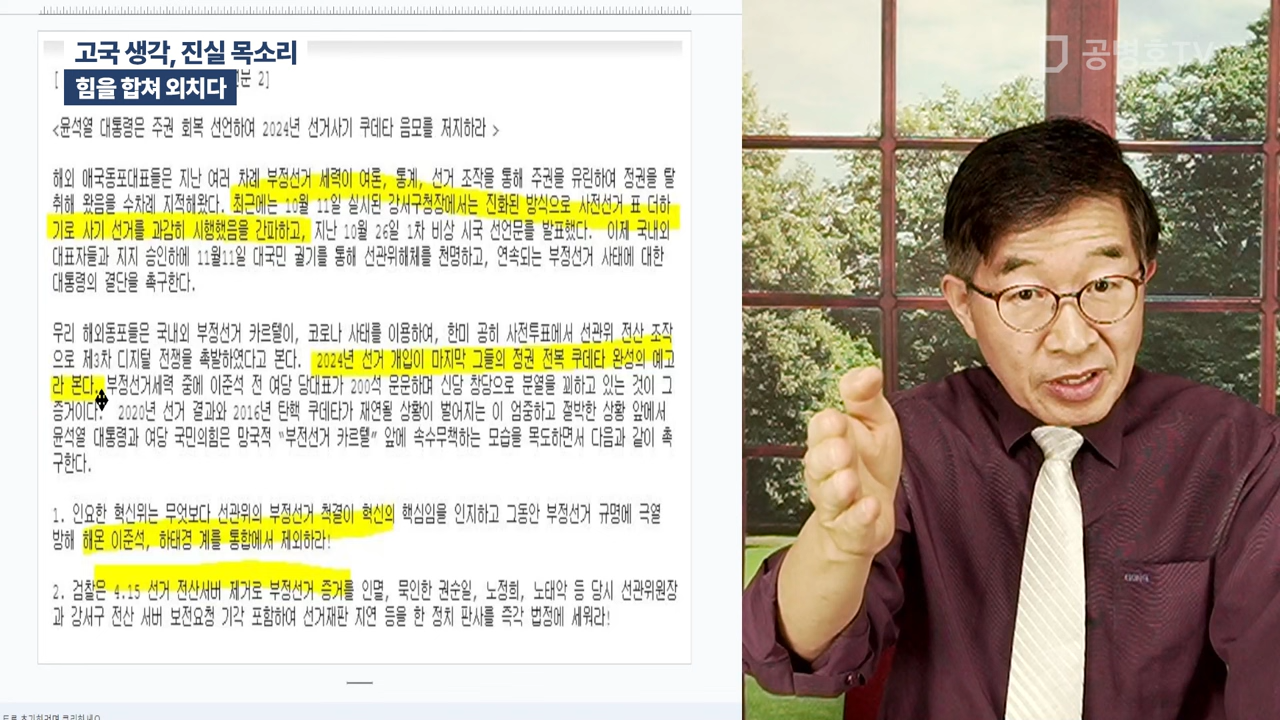 고국 생각, 진실 목소리
힘을 합쳐 외치다
2]
공병호TV
<윤석열 대통령은 주권 회복 선언하여 2024년 선거사기 쿠데타 음모를 저지하라 >
해외 애국동포대표들은 지난 여러 차례 부정선거 세력이 여론, 통계, 선거 조작을 통해 주권을 유린하여 정권을 탈
취해 왔음을 수차례 지적해왔다. 최근에는 10월 11일 실시된 강서구청장에서는 진화된 방식으로 사전선거 표 더하
기로 사기 선거를 과감히 시행했음을 간파하고, 지난 10월 26일 1차 비상 시국 선언문를 발표했다. 이제 국내외
대표자들과 지지 승인하에 11월11일 대국민 궐기를 통해 선관위해체를 천명하고, 연속되는 부정선거 사태에 대한
대통령의 결단을 촉구한다.
우리 해외동포들은 국내외 부정선거 카르텔이, 코로나 사태를 이용하여, 한미 공히 사전투표에서 선관위 전산 조작
으로 제3차 디지털 전쟁을 촉발하였다고 본다. 2024년 선거 개입이 마지막 그들의 정권 전복 쿠데타 완성의 예고
라 본다. 부정선거세력 중에 이준석 전 여당 당대표가 200석 운운하며 신당 창당으로 분열을 꾀하고 있는 것이 그
증거이다. 2020년 선거 결과와 2016년 탄핵 쿠데타가 재연될 상황이 벌어지는 이 엄중하고 절박한 상황 앞에서
윤석열 대통령과 여당 국민의힘은 망국적 "부전선거 카르텔" 앞에 속수무책하는 모습을 목도하면서 다음과 같이 촉
구한다.
1. 인요한 혁신위는 무엇보다 선관위의 부정선거 척결이 혁신의 핵심임을 인지하고 그동안 부정선거 규명에 극렬
방해 해온 이준석, 하태경 계를 통합에서 제외하라!
2. 검찰은 4.15 선거 전산서버 제거로 부정선거 증거를 인멸, 묵인한 권순일, 노정희, 노태악 등 당시 선관위원장
과 강서구 전산 서버 보전요청 기각 포함하여 선거재판 지연 등을 한 정치 판사를 즉각 법정에 세워라!